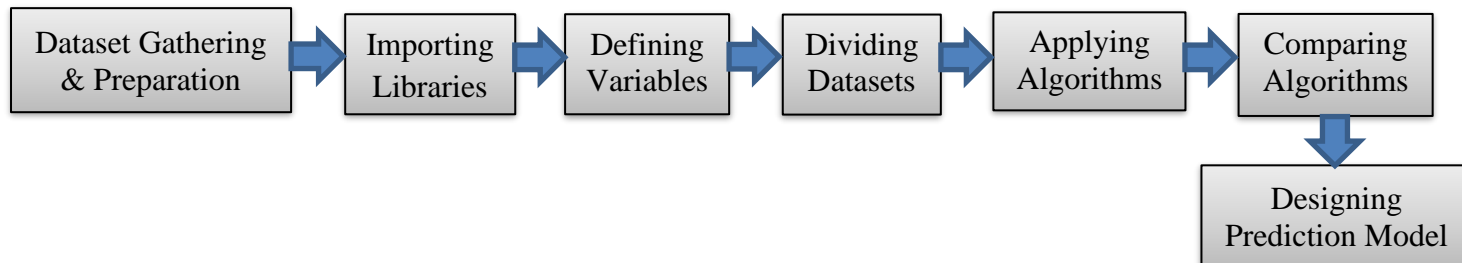 Dataset Gathering
& Preparation
Importing
Libraries
Defining
Variables
Dividing
Datasets
Applying
Algorithms
Comparing
Algorithms
Designing
Prediction Model